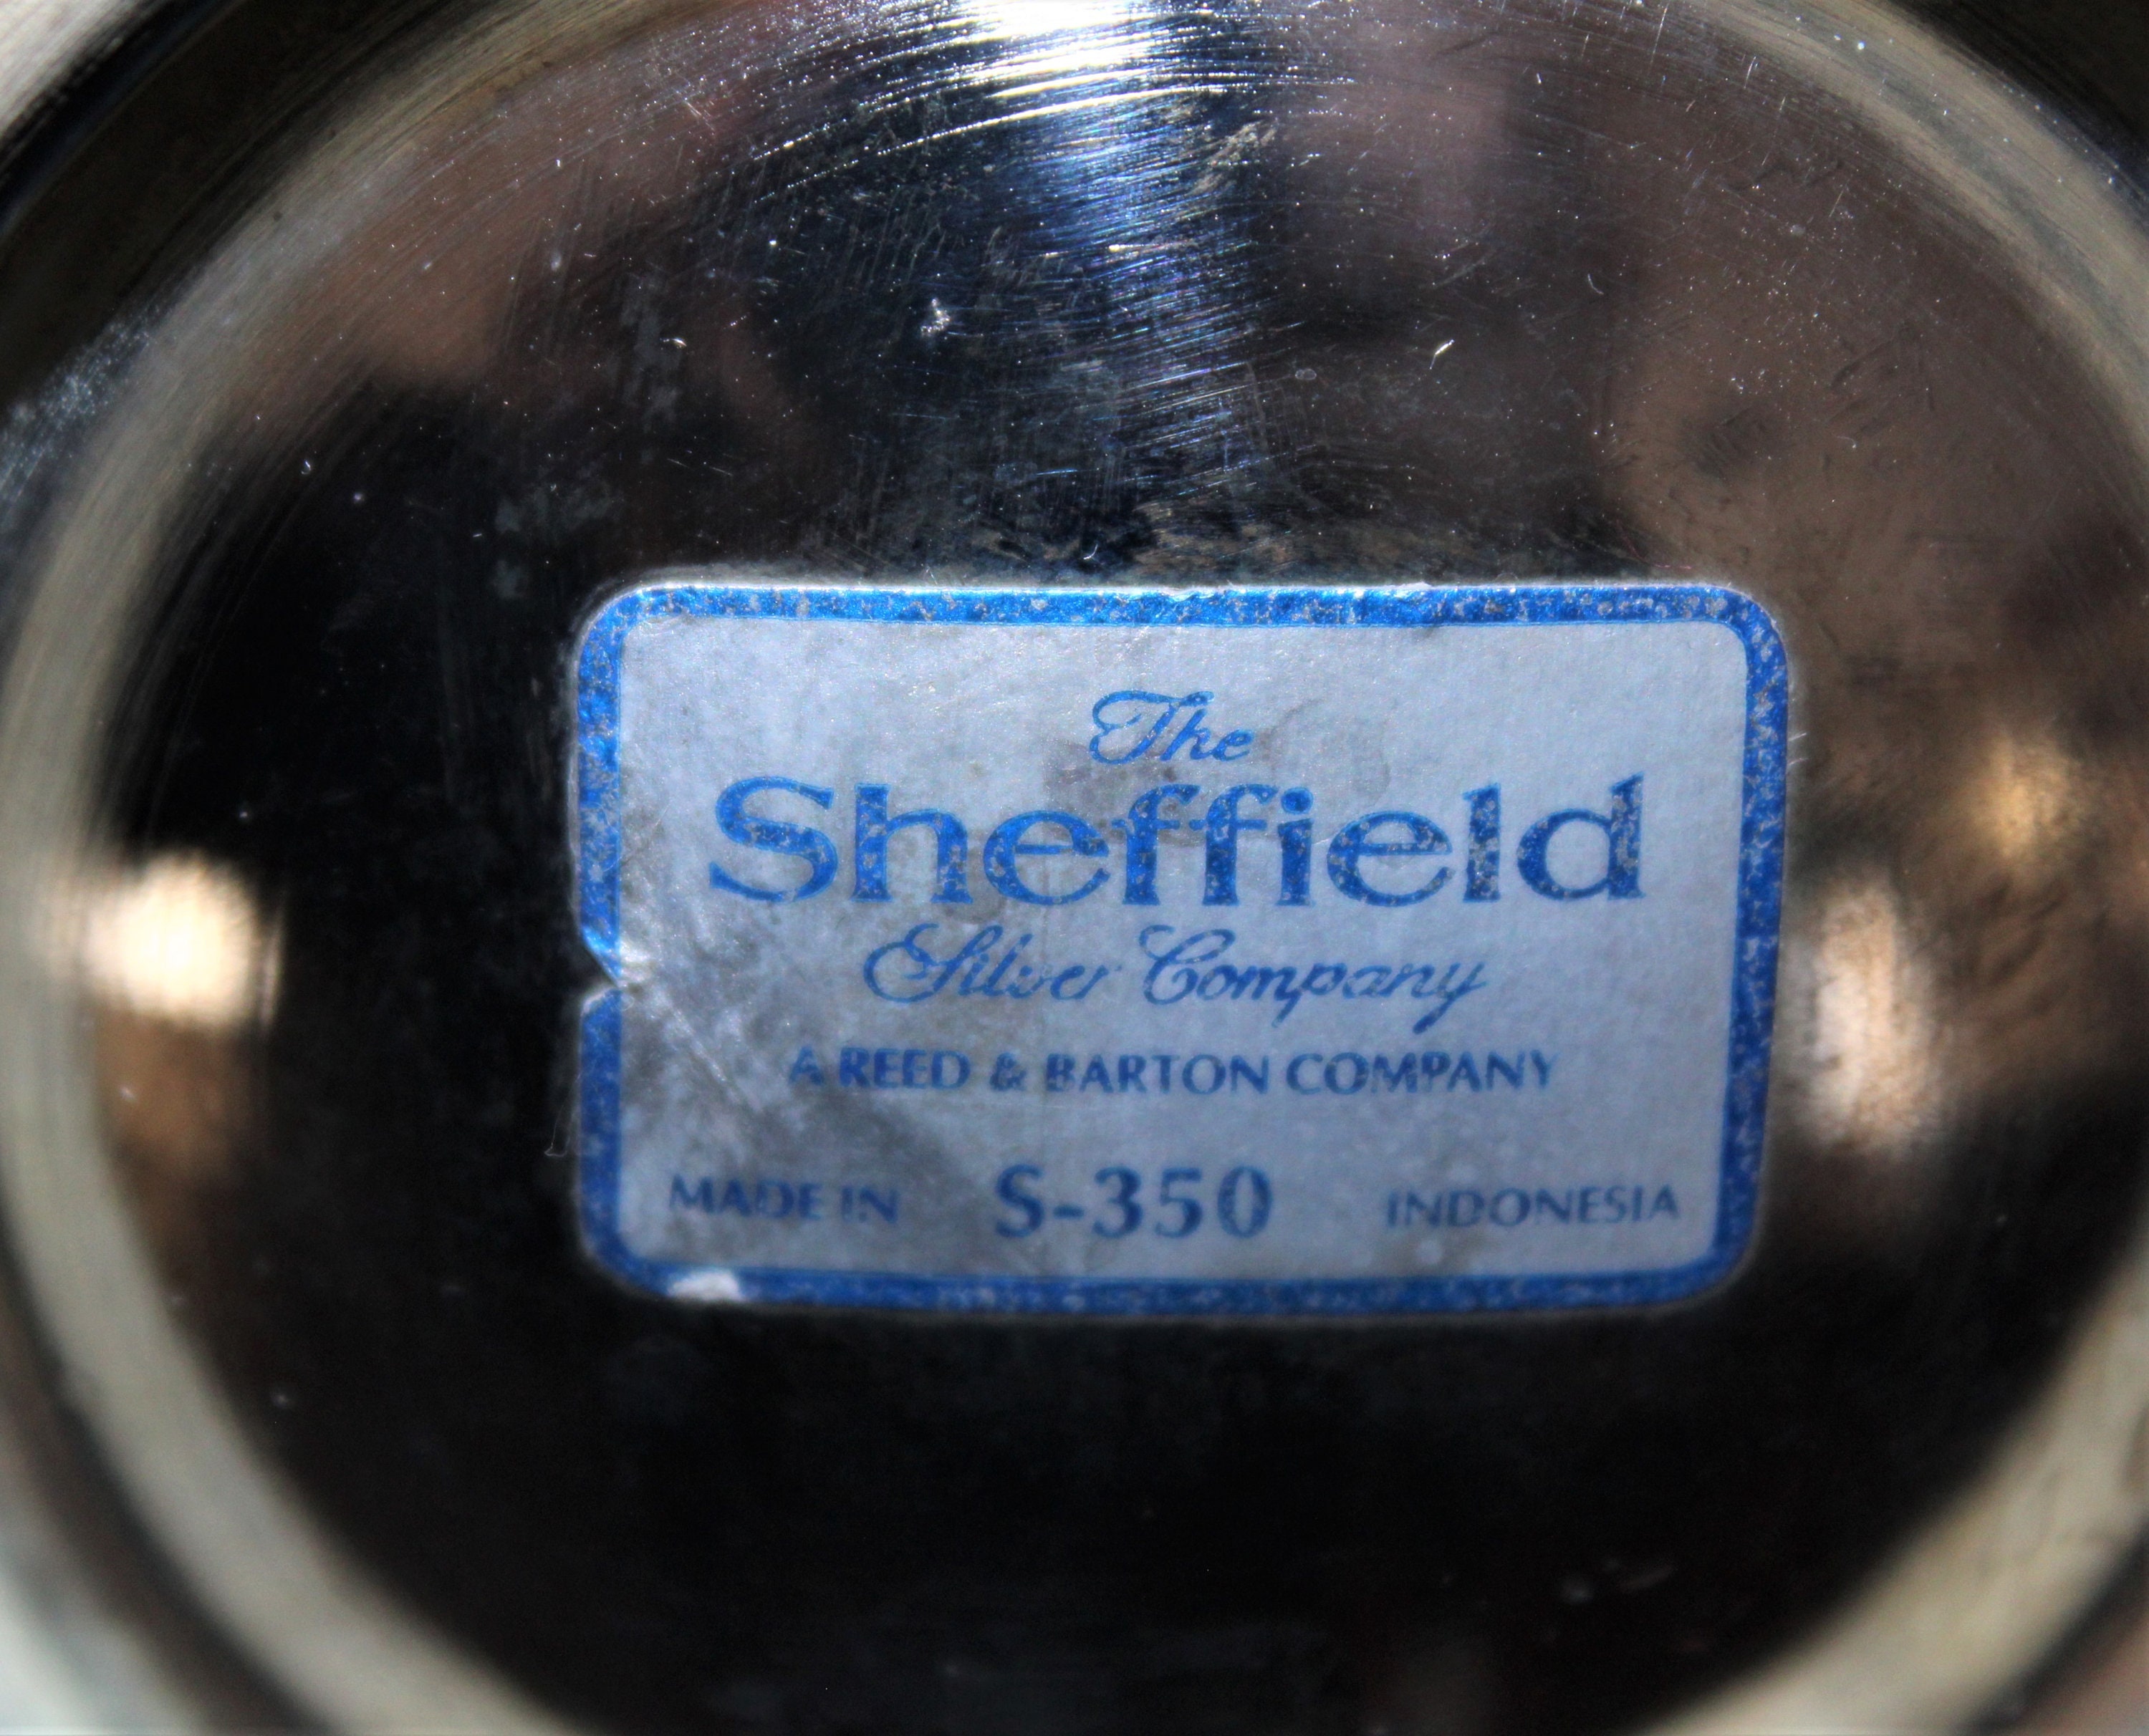 The
Sheffield
Silver Company
A REED & BARTON COMPANY
MADE IN S-350 INDONESIA